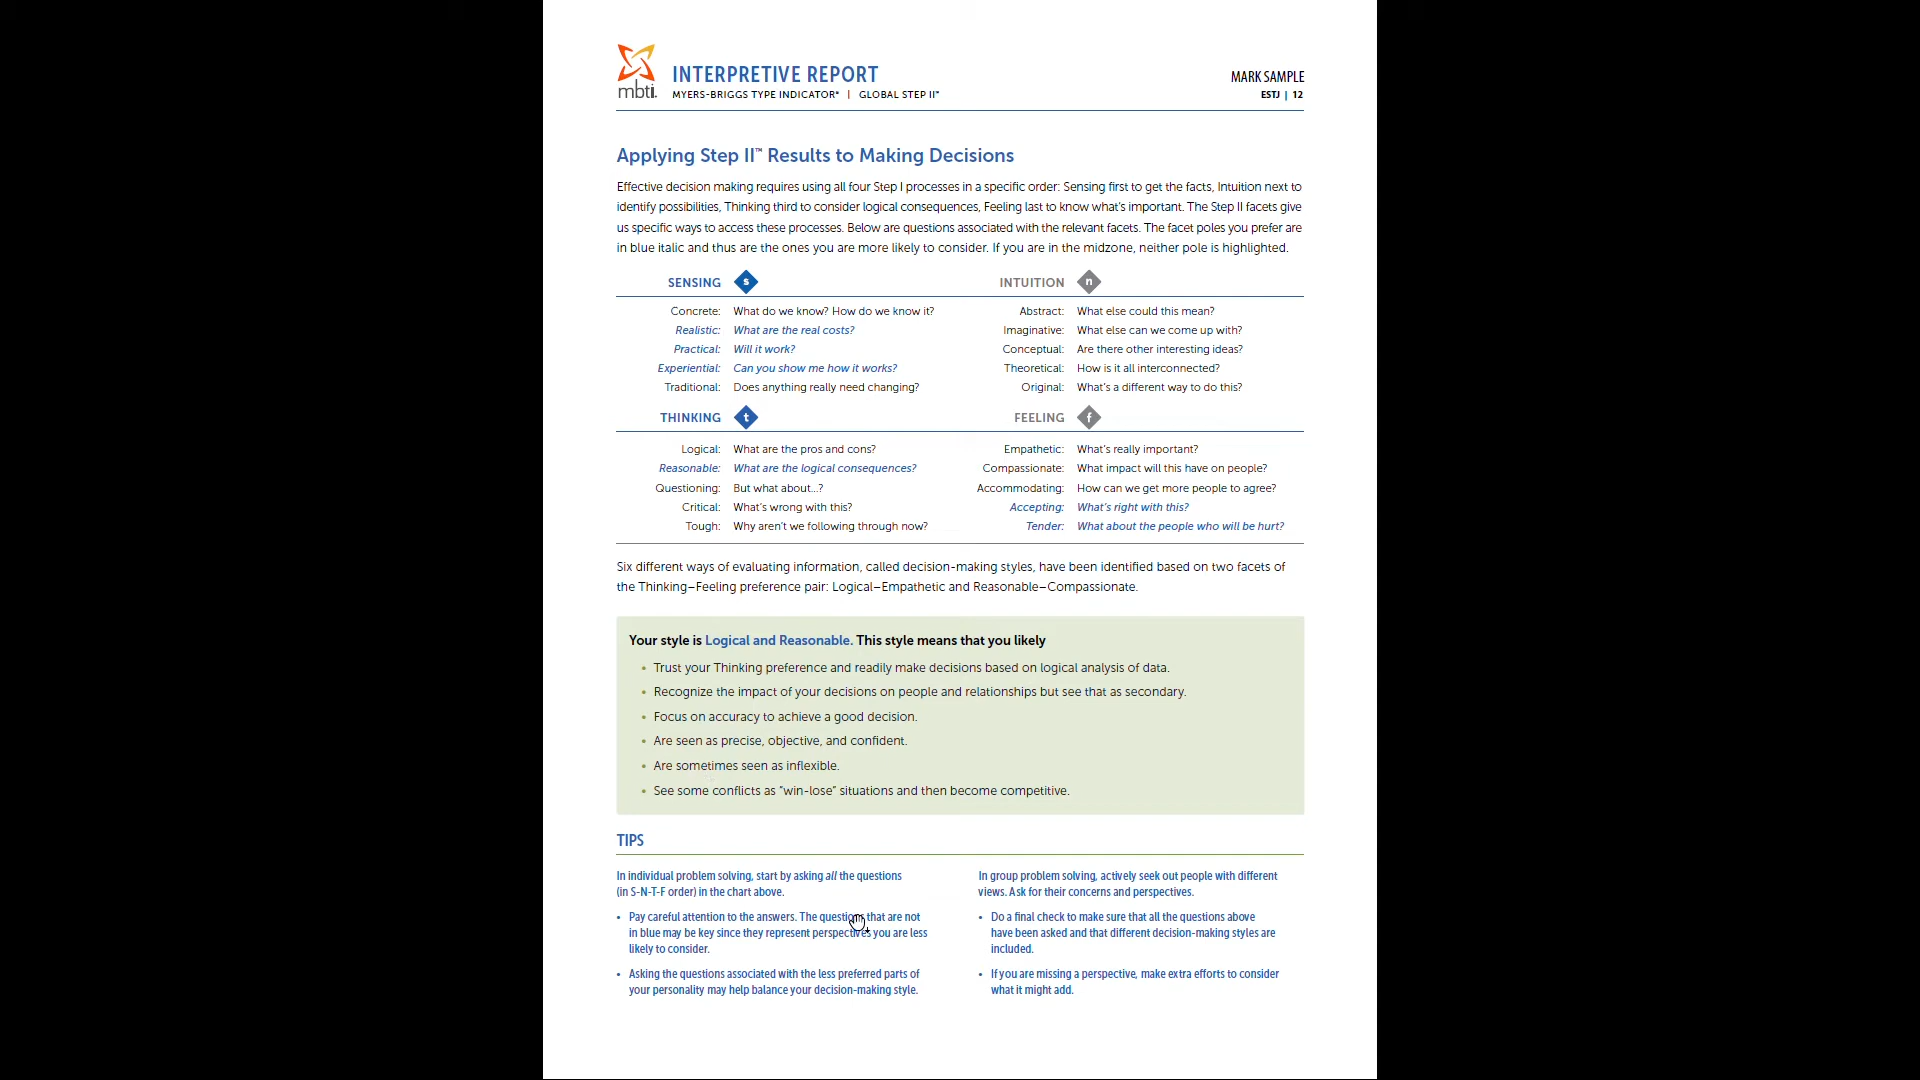 mbti.
INTERPRETIVE REPORT
MYERS-BRIGGS TYPE INDICATOR® | GLOBAL STEP II™
MARK SAMPLE
ESTJ | 12
Applying Step II™ Results to Making Decisions
Effective decision making requires using all four Step I processes in a specific order: Sensing first to get the facts, Intuition next to
identify possibilities, Thinking third to consider logical consequences, Feeling last to know what's important. The Step II facets give
us specific ways to access these processes. Below are questions associated with the relevant facets. The facet poles you prefer are
in blue italic and thus are the ones you are more likely to consider. If you are in the midzone, neither pole is highlighted.
SENSING s
Concrete: What do we know? How do we know it?
Realistic: What are the real costs?
Practical: Will it work?
Experiential: Can you show me how it works?
Traditional: Does anything really need changing?
INTUITION n
Abstract: What else could this mean?
Imaginative: What else can we come up with?
Conceptual: Are there other interesting ideas?
Theoretical: How is it all interconnected?
Original: What's a different way to do this?
THINKING t
Logical: What are the pros and cons?
Reasonable: What are the logical consequences?
Questioning: But what about...?
Critical: What's wrong with this?
Tough: Why aren't we following through now?
FEELING f
Empathetic: What's really important?
Compassionate: What impact will this have on people?
Accommodating: How can we get more people to agree?
Accepting: What's right with this?
Tender: What about the people who will be hurt?
Six different ways of evaluating information, called decision-making styles, have been identified based on two facets of
the Thinking–Feeling preference pair: Logical–Empathetic and Reasonable–Compassionate.
Your style is Logical and Reasonable. This style means that you likely
• Trust your Thinking preference and readily make decisions based on logical analysis of data.
• Recognize the impact of your decisions on people and relationships but see that as secondary.
• Focus on accuracy to achieve a good decision.
• Are seen as precise, objective, and confident.
• Are sometimes seen as inflexible.
• See some conflicts as "win-lose" situations and then become competitive.
TIPS
In individual problem solving, start by asking all the questions
(in S-N-T-F order) in the chart above.
• Pay careful attention to the answers. The questions that are not
in blue may be key since they represent perspectives you are less
likely to consider.
• Asking the questions associated with the less preferred parts of
your personality may help balance your decision-making style.
In group problem solving, actively seek out people with different
views. Ask for their concerns and perspectives.
• Do a final check to make sure that all the questions above
have been asked and that different decision-making styles are
included.
• If you are missing a perspective, make extra efforts to consider
what it might add.